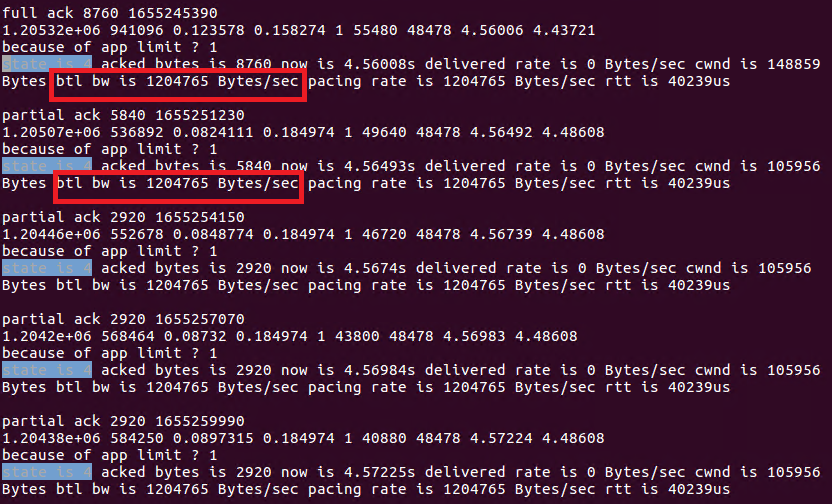 full ack 8760 1655245390
1.20532e+06 941096 0.123578 0.158274 1 55480 48478 4.56006 4.43721
because of app limit ? 1
state is 4 acked bytes is 8760 now is 4.56008s delivered rate is 0 Bytes/sec cwnd is 148859
Bytes btl bw is 1204765 Bytes/sec pacing rate is 1204765 Bytes/sec rtt is 40239us
partial ack 5840 1655251230
1.20507e+06 536892 0.0824111 0.184974 1 49640 48478 4.56492 4.48608
because of app limit ? 1
state is 4 acked bytes is 5840 now is 4.56493s delivered rate is 0 Bytes/sec cwnd is 105956
Bytes btl bw is 1204765 Bytes/sec pacing rate is 1204765 Bytes/sec rtt is 40239us
partial ack 2920 1655254150
1.20446e+06 552678 0.0848774 0.184974 1 46720 48478 4.56739 4.48608
because of app limit ? 1
state is 4 acked bytes is 2920 now is 4.5674s delivered rate is 0 Bytes/sec cwnd is 105956
Bytes btl bw is 1204765 Bytes/sec pacing rate is 1204765 Bytes/sec rtt is 40239us
partial ack 2920 1655257070
1.2042e+06 568464 0.08732 0.184974 1 43800 48478 4.56983 4.48608
because of app limit ? 1
state is 4 acked bytes is 2920 now is 4.56984s delivered rate is 0 Bytes/sec cwnd is 105956
Bytes btl bw is 1204765 Bytes/sec pacing rate is 1204765 Bytes/sec rtt is 40239us
partial ack 2920 1655259990
1.20438e+06 584250 0.0897315 0.184974 1 40880 48478 4.57224 4.48608
because of app limit ? 1
state is 4 acked bytes is 2920 now is 4.57225s delivered rate is 0 Bytes/sec cwnd is 105956
Bytes btl bw is 1204765 Bytes/sec pacing rate is 1204765 Bytes/sec rtt is 40239us